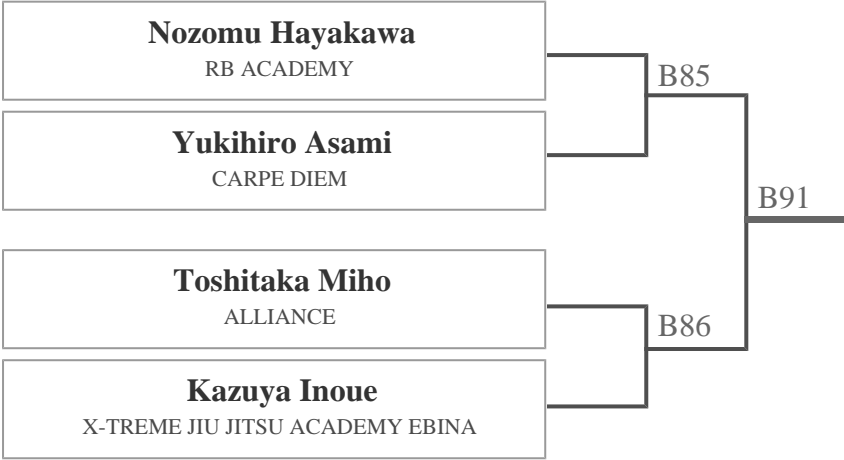 Nozomu Hayakawa
RB ACADEMY
B85
Yukihiro Asami
CARPE DIEM
B91
Toshitaka Miho
ALLIANCE
B86
Kazuya Inoue
X-TREME JIU JITSU ACADEMY EBINA